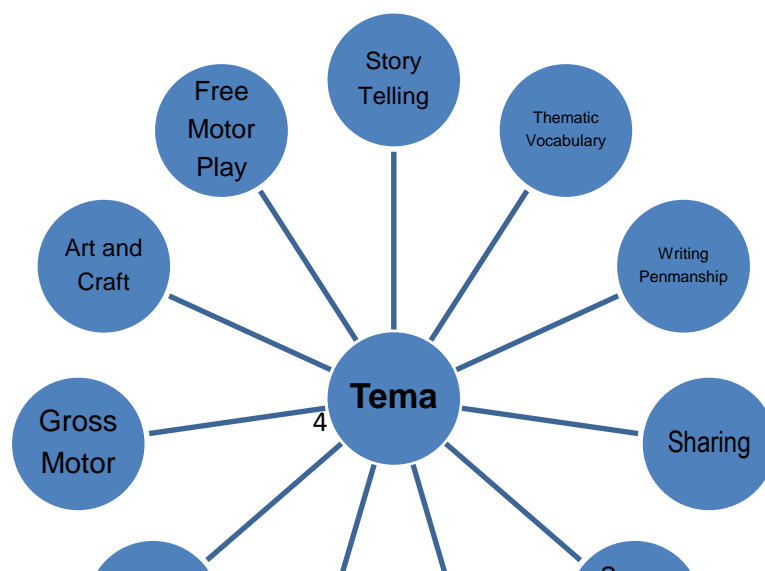 Story
Telling
Free
Motor
Play
Thematic
Vocabulary
Art and
Craft
Writing
Penmanship
Tema
4
Gross
Motor
Sharing